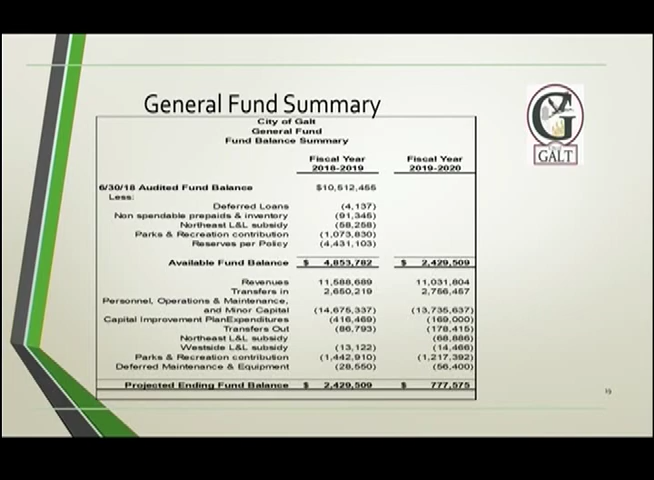 General Fund Summary
City of Galt
General Fund
Fund Balance Summary
Fiscal Year Fiscal Year
2018-2019 2019-2020
6/30/18 Audited Fund Balance $10,512,455
Less:
Deferred Loans (4,137)
Non spendable prepaids & inventory (91,345)
Northeast L&L subsidy (58,258)
Parks & Recreation contribution (1,073,830)
Reserves per Policy (4,431,103)
Available Fund Balance $ 4,853,782 $ 2,429,509
Revenues 11,588,689 11,031,804
Transfers in 2,650,219 2,756,457
Personnel, Operations & Maintenance,
and Minor Capital (14,675,337) (13,735,637)
Capital Improvement PlanExpenditures (416,469) (169,000)
Transfers Out (86,793) (178,415)
Northeast L&L subsidy (68,886)
Westside L&L subsidy (13,122) (14,466)
Parks & Recreation contribution (1,442,910) (1,217,392)
Deferred Maintenance & Equipment (28,550) (56,400)
Projected Ending Fund Balance $ 2,429,509 $ 777,575
G
GALT